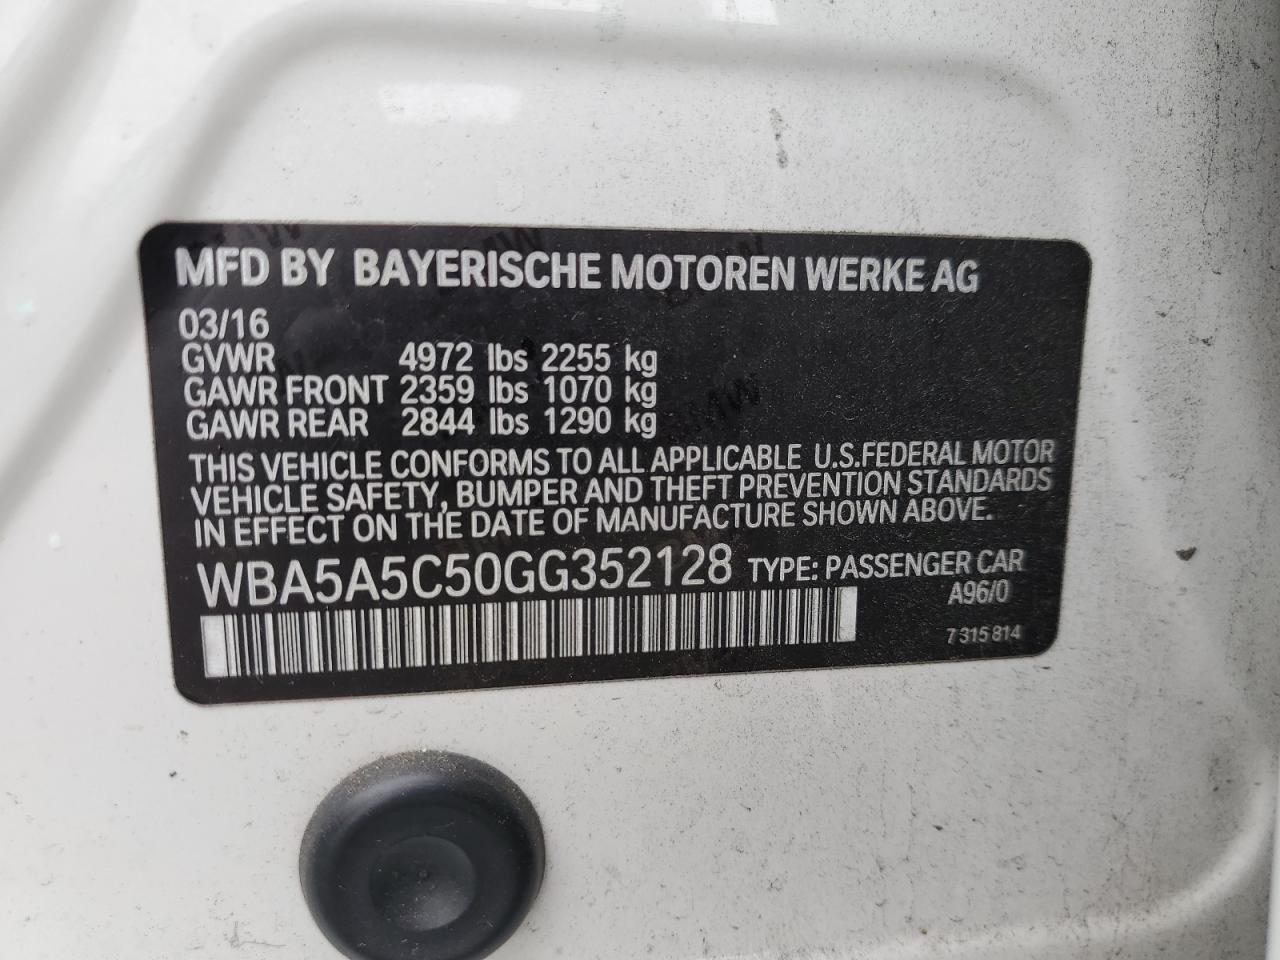 MFD BY BAYERISCHE MOTOREN WERKE AG
03/16
GVWR 4972 lbs 2255 kg
GAWR FRONT 2359 lbs 1070 kg
GAWR REAR 2844 lbs 1290 kg
THIS VEHICLE CONFORMS TO ALL APPLICABLE U.S.FEDERAL MOTOR
VEHICLE SAFETY, BUMPER AND THEFT PREVENTION STANDARDS
IN EFFECT ON THE DATE OF MANUFACTURE SHOWN ABOVE.
WBA5A5C50GG352128 TYPE: PASSENGER CAR
A96/0
7 315 814